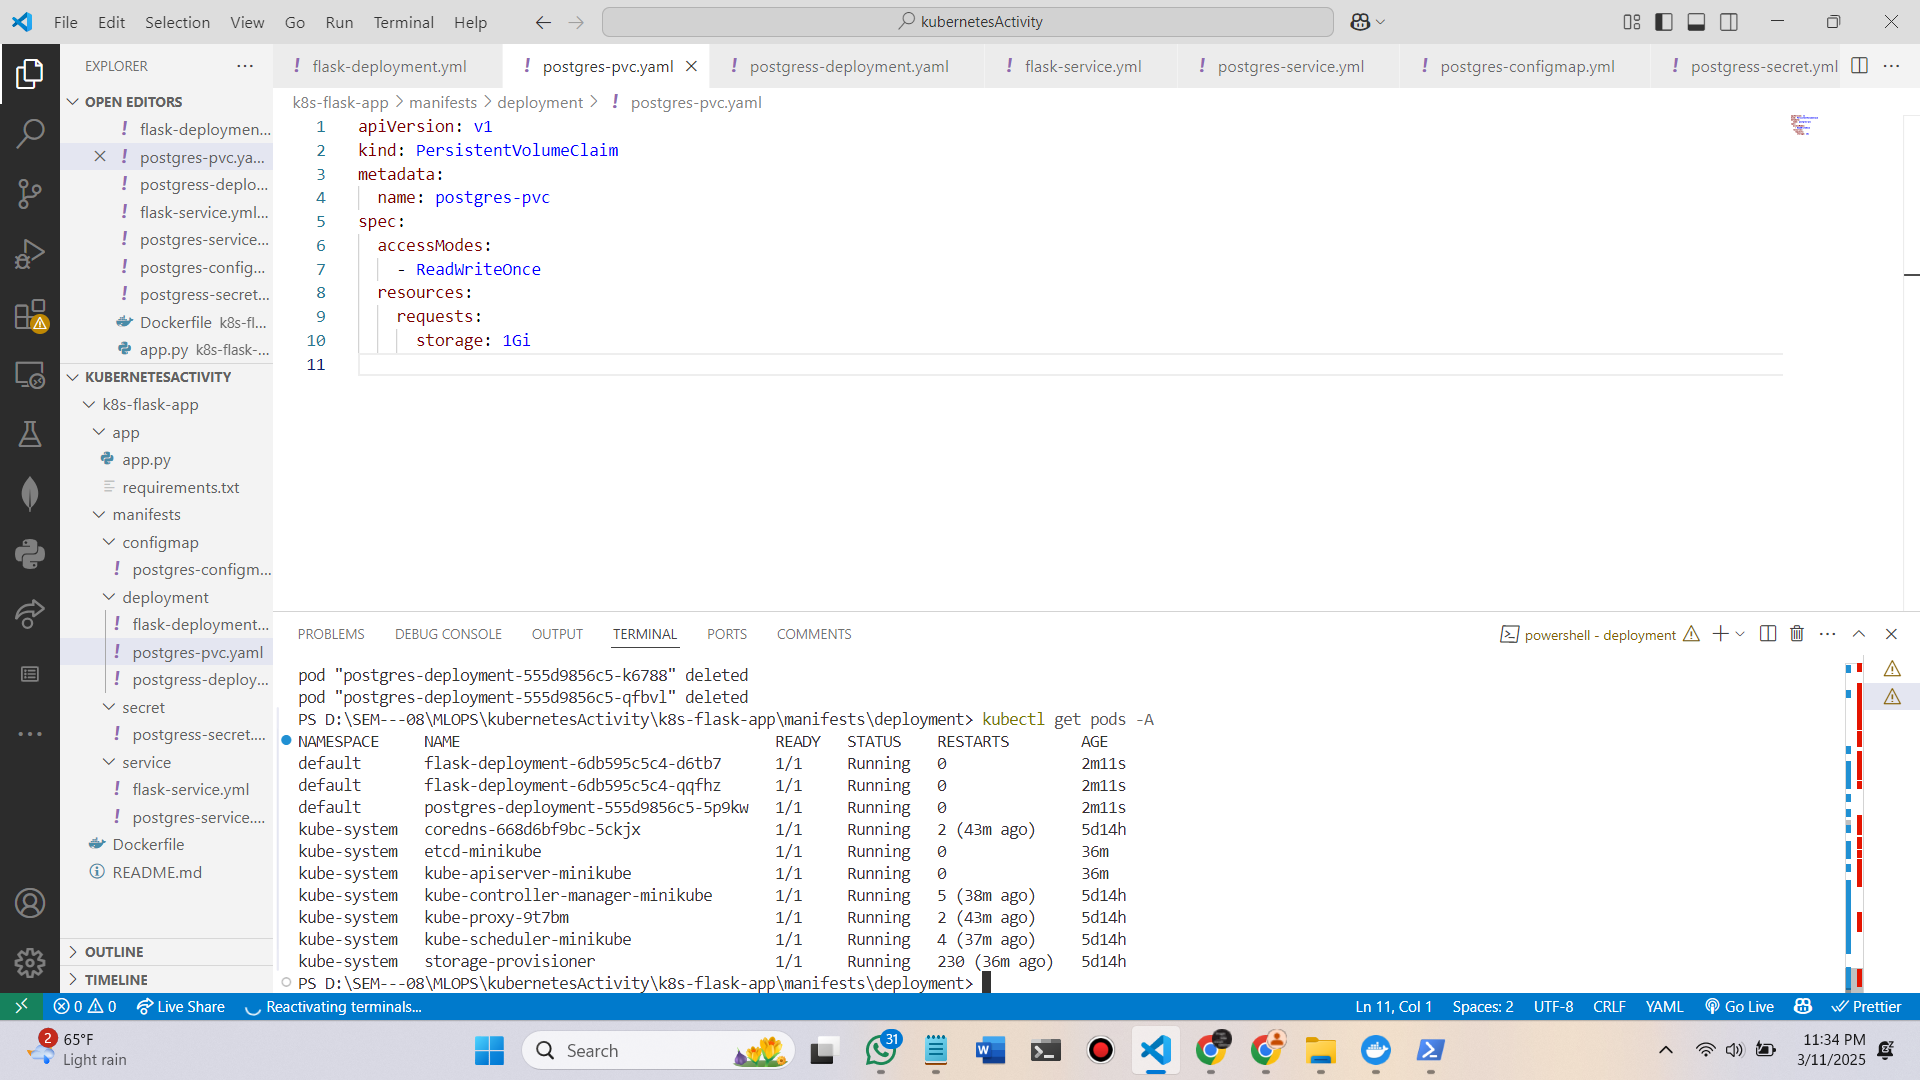 File Edit Selection View Go Run Terminal Help
kubernetesActivity
EXPLORER
flask-deployment.yml
postgres-pvc.yaml
postgress-deployment.yaml
flask-service.yml
postgres-service.yml
postgres-configmap.yml
postgress-secret.yml
OPEN EDITORS
flask-deploymen...
postgres-pvc.ya...
postgress-deplo...
flask-service.yml...
postgres-service...
postgres-config...
postgress-secret...
Dockerfile k8s-fl...
app.py k8s-flask-...
KUBERNETESACTIVITY
k8s-flask-app
app
app.py
requirements.txt
manifests
configmap
postgres-configm...
deployment
flask-deployment...
postgres-pvc.yaml
postgress-deploy...
secret
postgress-secret....
service
flask-service.yml
postgres-service....
Dockerfile
README.md
OUTLINE
TIMELINE
k8s-flask-app > manifests > deployment > ! postgres-pvc.yaml
1 apiVersion: v1
2 kind: PersistentVolumeClaim
3 metadata:
4 name: postgres-pvc
5 spec:
6 accessModes:
7 - ReadWriteOnce
8 resources:
9 requests:
10 storage: 1Gi
11
PROBLEMS DEBUG CONSOLE OUTPUT TERMINAL PORTS COMMENTS
powershell - deployment
pod "postgres-deployment-555d9856c5-k6788" deleted
pod "postgres-deployment-555d9856c5-qfbvl" deleted
PS D:\SEM---08\MLOPS\kubernetesActivity\k8s-flask-app\manifests\deployment> kubectl get pods -A
NAMESPACE NAME READY STATUS RESTARTS AGE
default flask-deployment-6db595c5c4-d6tb7 1/1 Running 0 2m11s
default flask-deployment-6db595c5c4-qqfhz 1/1 Running 0 2m11s
default postgres-deployment-555d9856c5-5p9kw 1/1 Running 0 2m11s
kube-system coredns-668d6bf9bc-5ckjx 1/1 Running 2 (43m ago) 5d14h
kube-system etcd-minikube 1/1 Running 0 36m
kube-system kube-apiserver-minikube 1/1 Running 0 36m
kube-system kube-controller-manager-minikube 1/1 Running 5 (38m ago) 5d14h
kube-system kube-proxy-9t7bm 1/1 Running 2 (43m ago) 5d14h
kube-system kube-scheduler-minikube 1/1 Running 4 (37m ago) 5d14h
kube-system storage-provisioner 1/1 Running 230 (36m ago) 5d14h
PS D:\SEM---08\MLOPS\kubernetesActivity\k8s-flask-app\manifests\deployment>
0 0 Live Share Reactivating terminals...
Ln 11, Col 1 Spaces: 2 UTF-8 CRLF YAML Go Live Prettier
2
65°F
Light rain
Search
31
11:34 PM
3/11/2025